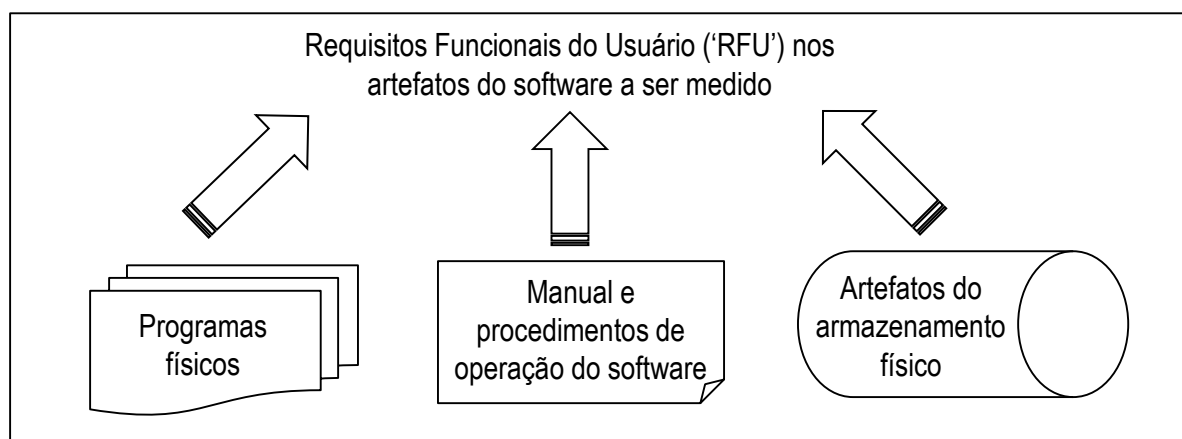 Requisitos Funcionais do Usuário (‘RFU’) nos
artefatos do software a ser medido
Programas
físicos
Manual e
procedimentos de
operação do software
Artefatos do
armazenamento
físico